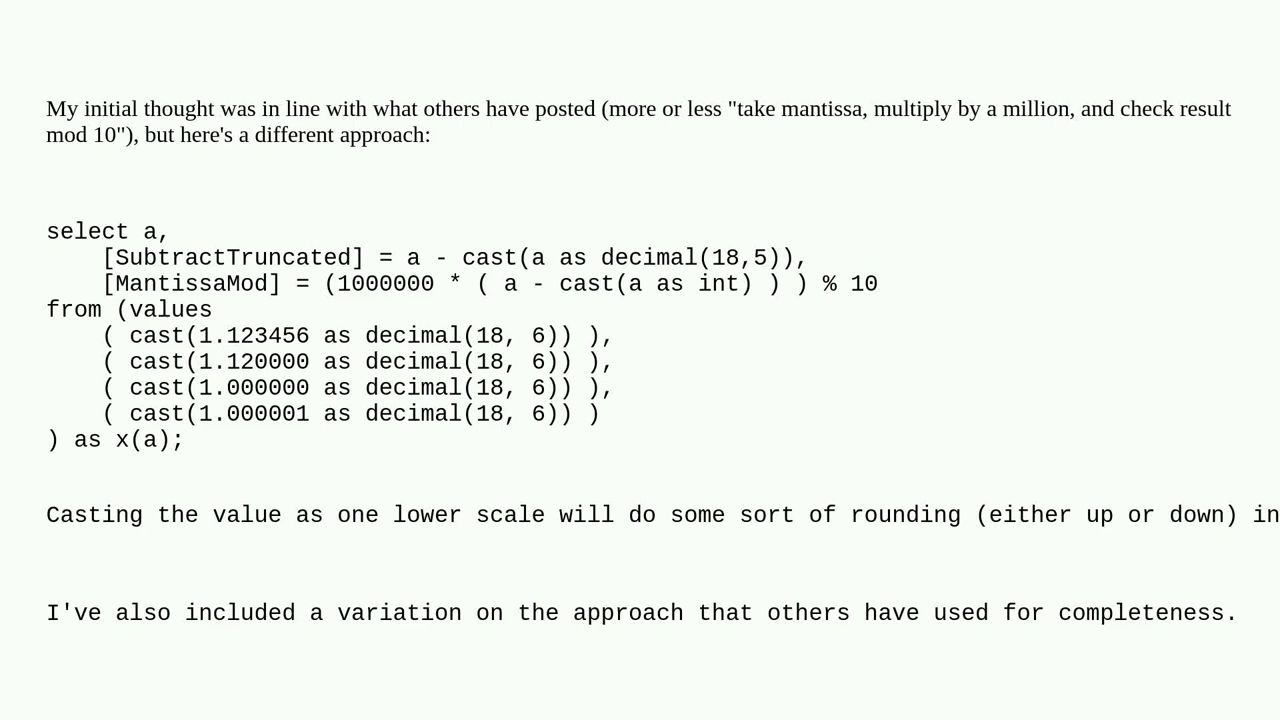 My initial thought was in line with what others have posted (more or less "take mantissa, multiply by a million, and check result
mod 10"), but here's a different approach:
select a,
    [SubtractTruncated] = a - cast(a as decimal(18,5)),
    [MantissaMod] = (1000000 * ( a - cast(a as int) ) ) % 10
from (values
    ( cast(1.123456 as decimal(18, 6)) ),
    ( cast(1.120000 as decimal(18, 6)) ),
    ( cast(1.000000 as decimal(18, 6)) ),
    ( cast(1.000001 as decimal(18, 6)) )
) as x(a);
Casting the value as one lower scale will do some sort of rounding (either up or down) in
I've also included a variation on the approach that others have used for completeness.